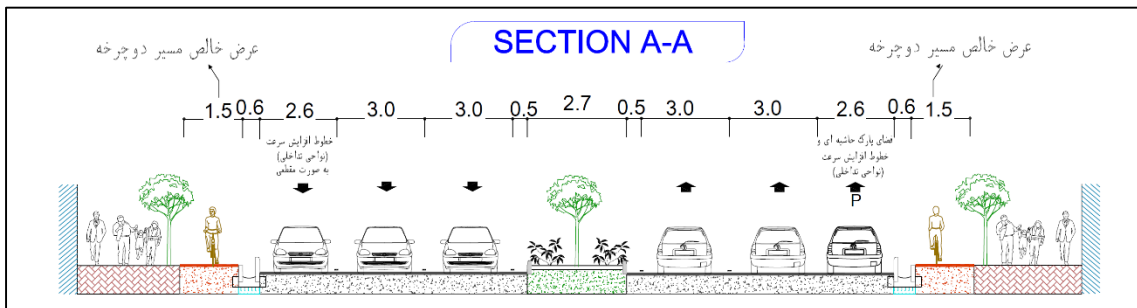 SECTION A-A
عرض خالص مسیر دوچرخه
عرض خالص مسیر دوچرخه
1.5 0.6 2.6 3.0 3.0 0.5 2.7 0.5 3.0 3.0 2.6 0.6 1.5
خطوط افزایش سرعت
(نواحی تداخلی)
به صورت مقطعی
فضای پارک حاشیه ای و
خطوط افزایش سرعت
(نواحی تداخلی)
P